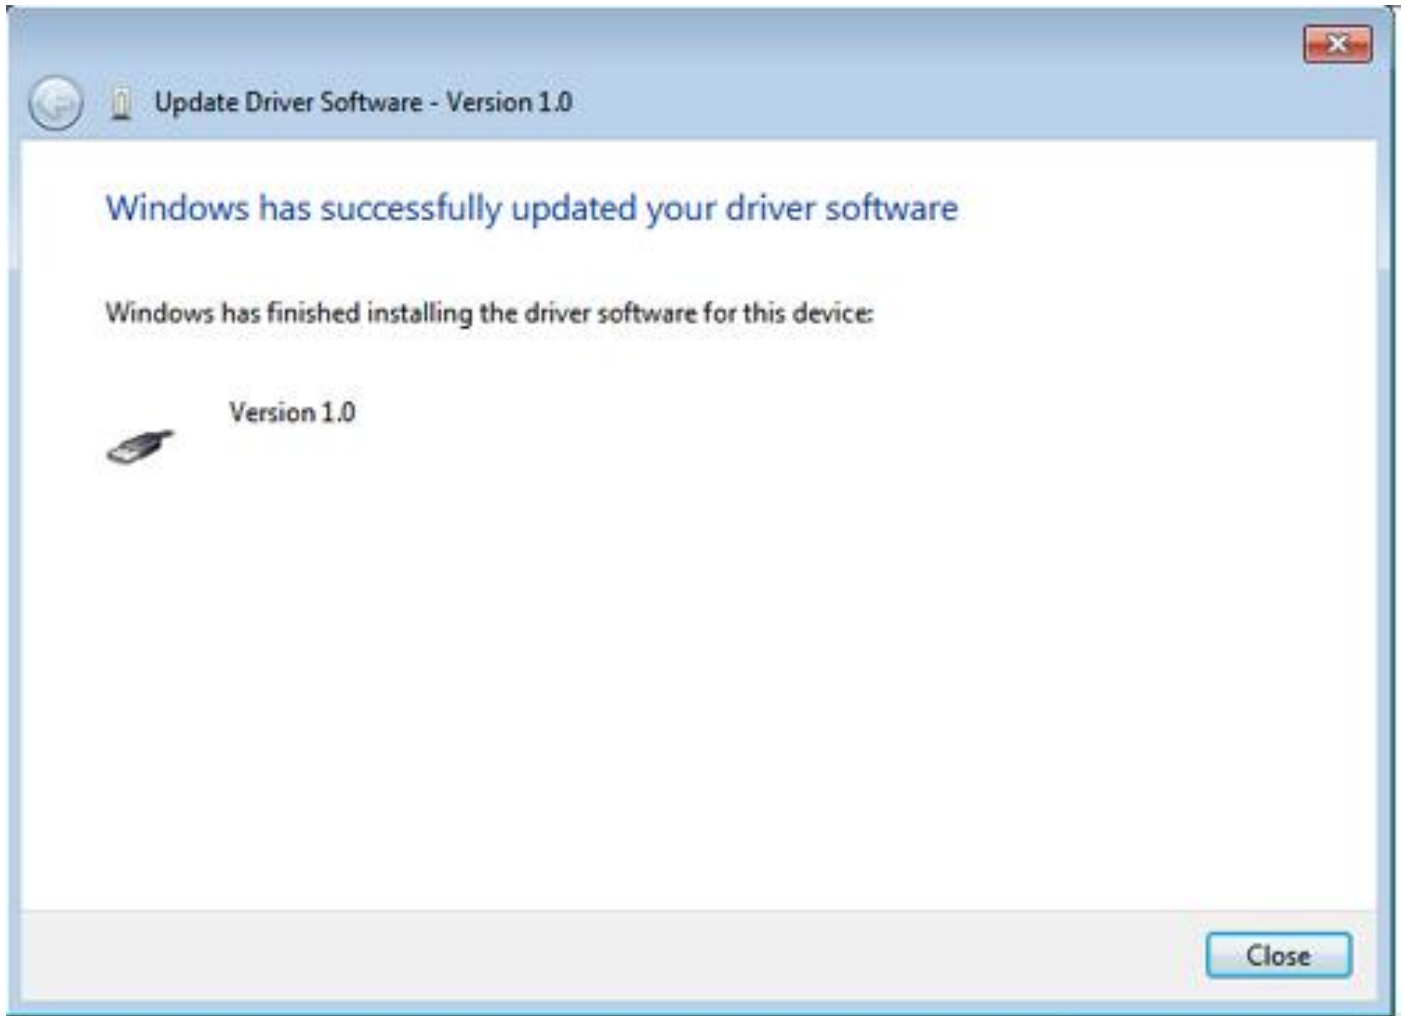 Update Driver Software - Version 1.0
Windows has successfully updated your driver software
Windows has finished installing the driver software for this device:
Version 1.0
Close